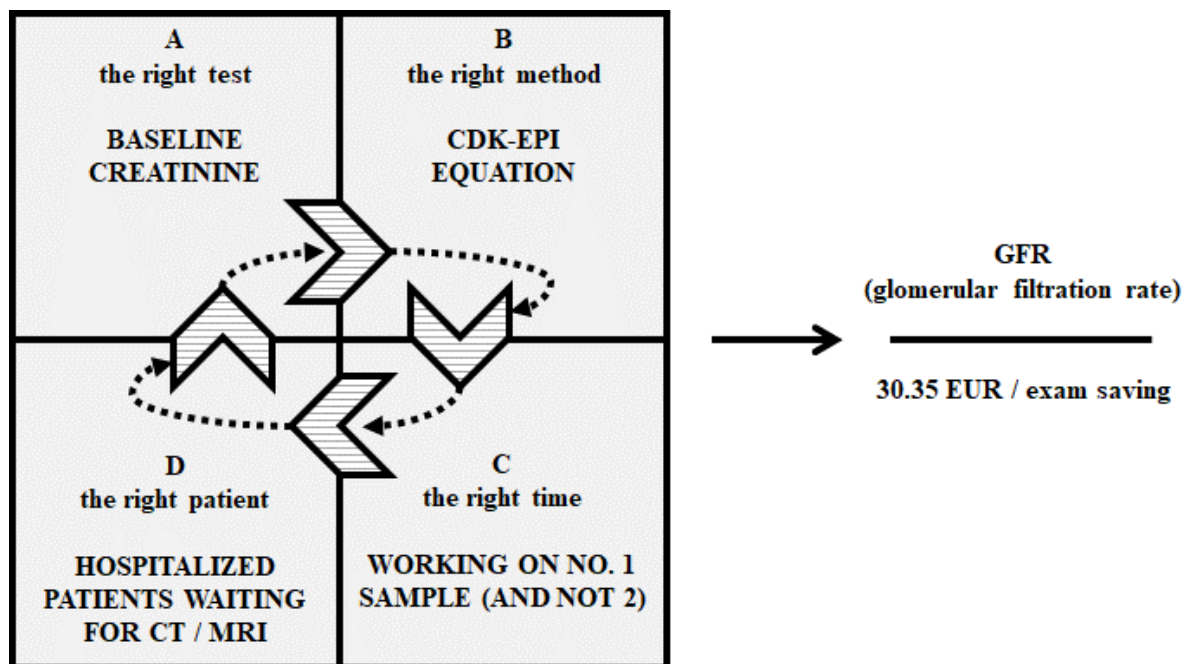 A
the right test
BASELINE
CREATININE
B
the right method
CDK-EPI
EQUATION
D
the right patient
HOSPITALIZED
PATIENTS WAITING
FOR CT / MRI
C
the right time
WORKING ON NO. 1
SAMPLE (AND NOT 2)
GFR
(glomerular filtration rate)
30.35 EUR / exam saving